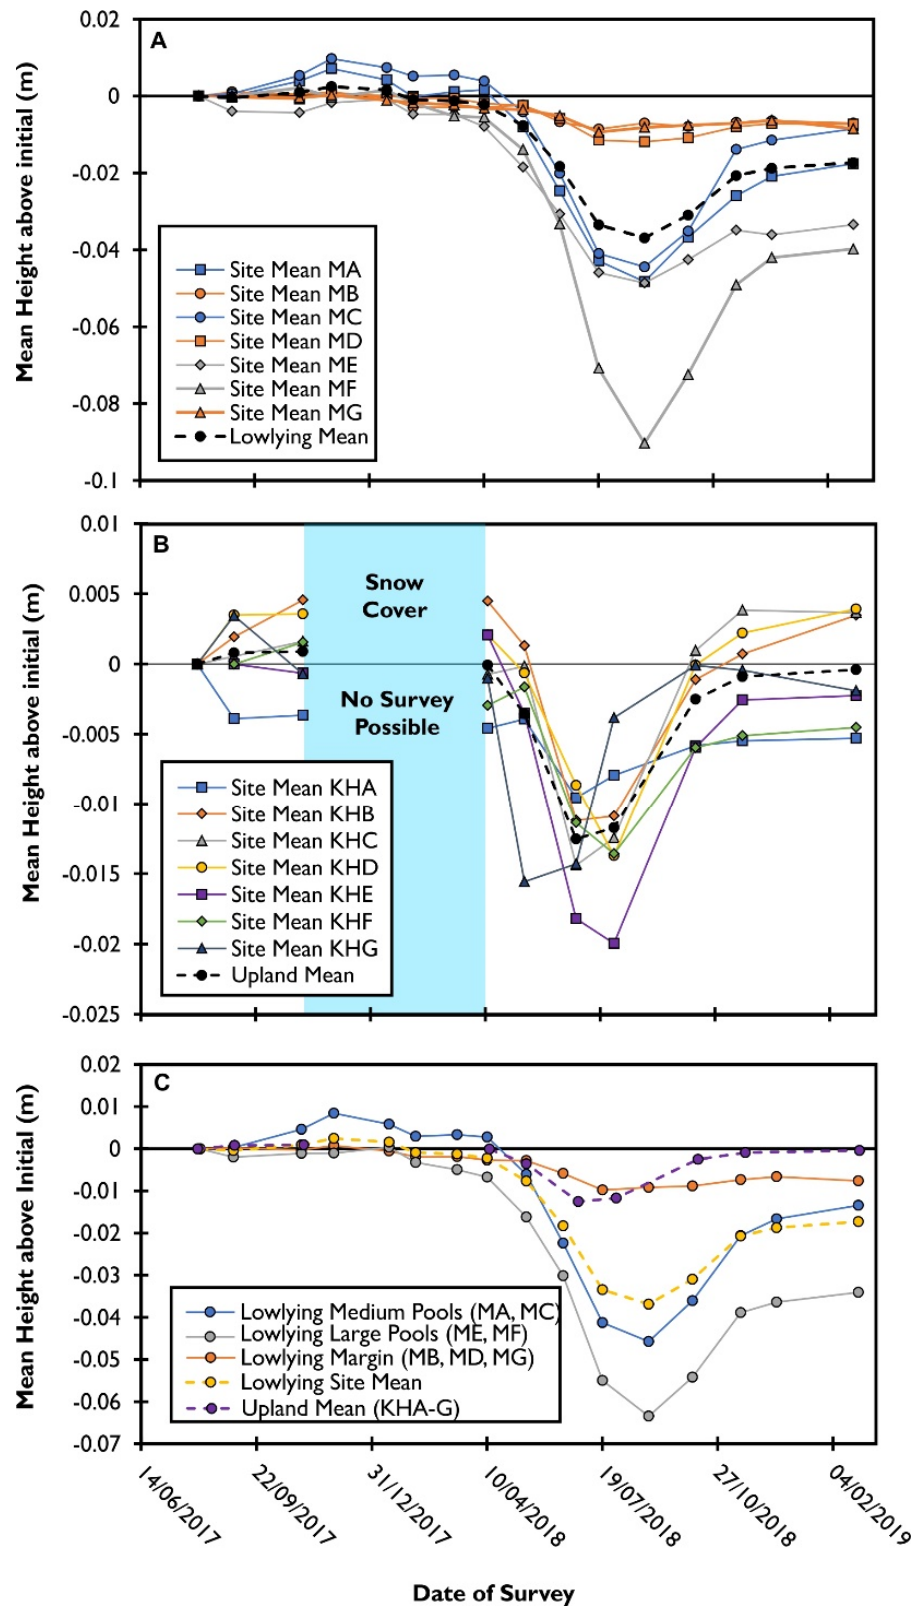 A
0.02
0
-0.02
-0.04
-0.06
-0.08
-0.1
Mean Height above initial (m)
Site Mean MA
Site Mean MB
Site Mean MC
Site Mean MD
Site Mean ME
Site Mean MF
Site Mean MG
Lowlying Mean
B
0.01
0.005
0
-0.005
-0.01
-0.015
-0.02
-0.025
Mean Height above initial (m)
Snow
Cover
No Survey
Possible
Site Mean KHA
Site Mean KHB
Site Mean KHC
Site Mean KHD
Site Mean KHE
Site Mean KHF
Site Mean KHG
Upland Mean
C
0.02
0.01
0
-0.01
-0.02
-0.03
-0.04
-0.05
-0.06
-0.07
Mean Height above Initial (m)
Lowlying Medium Pools (MA, MC)
Lowlying Large Pools (ME, MF)
Lowlying Margin (MB, MD, MG)
Lowlying Site Mean
Upland Mean (KHA-G)
14/06/2017
22/09/2017
31/12/2017
10/04/2018
19/07/2018
27/10/2018
04/02/2019
Date of Survey